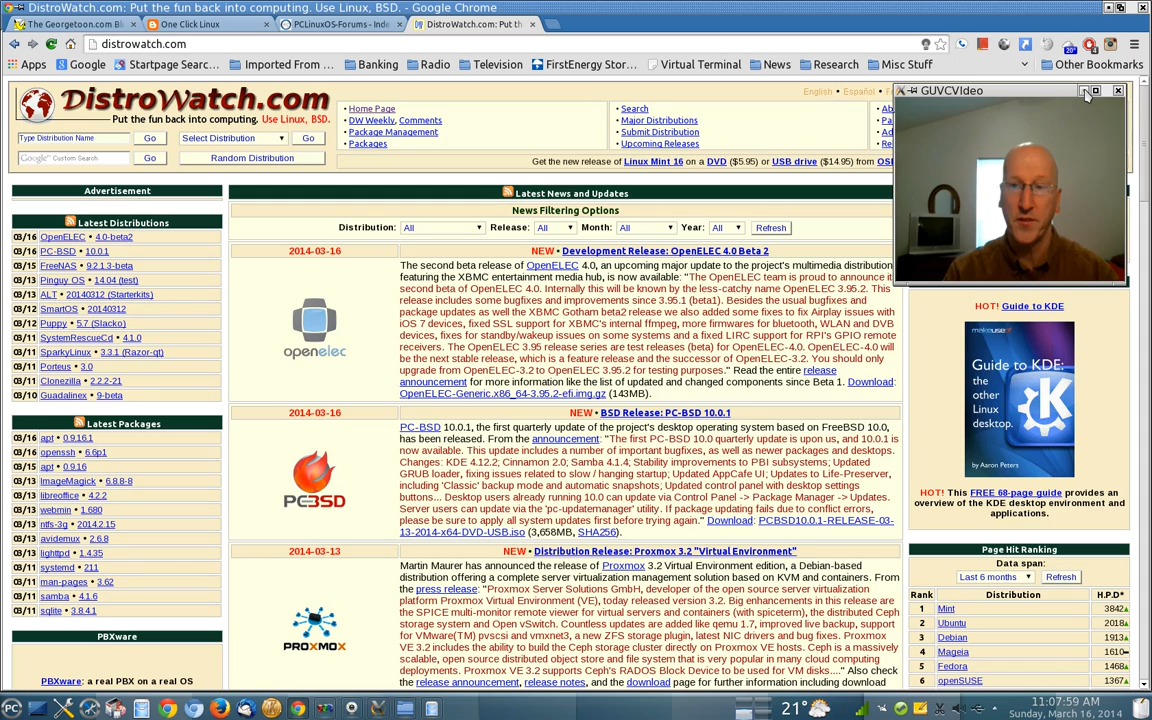 DistroWatch.com: Put the fun back into computing. Use Linux, BSD. - Google Chrome
The Georgetoon.com Bl
One Click Linux
PCLinuxOS-Forums - Inde
DistroWatch.com: Put th
distrowatch.com
Apps
Google
Startpage Searc...
Imported From ...
Banking
Radio
Television
FirstEnergy Stor...
Virtual Terminal
News
Research
Misc Stuff
Other Bookmarks
DistroWatch.com
Put the fun back into computing. Use Linux, BSD.
Type Distribution Name
Go
Select Distribution
Go
Google™ Custom Search
Go
Random Distribution
English • Español •
• Home Page
• DW Weekly, Comments
• Package Management
• Packages
• Search
• Major Distributions
• Submit Distribution
• Upcoming Releases
Get the new release of Linux Mint 16 on a DVD ($5.95) or USB drive ($14.95) from
GUVCVideo
Advertisement
Latest Distributions
03/16 OpenELEC • 4.0-beta2
03/16 PC-BSD • 10.0.1
03/15 FreeNAS • 9.2.1.3-beta
03/13 Pinguy OS • 14.04 (test)
03/13 ALT • 20140312 (Starterkits)
03/13 SmartOS • 20140312
03/12 Puppy • 5.7 (Slacko)
03/12 SystemRescueCd • 4.1.0
03/11 SparkyLinux • 3.3.1 (Razor-qt)
03/11 Porteus • 3.0
03/11 Clonezilla • 2.2.2-21
03/10 Guadalinex • 9-beta
Latest Packages
03/16 apt • 0.9.16.1
03/16 openssh • 6.6p1
03/15 apt • 0.9.16
03/13 ImageMagick • 6.8.8-8
03/13 libreoffice • 4.2.2
03/13 webmin • 1.680
03/13 ntfs-3g • 2014.2.15
03/13 avidemux • 2.6.8
03/13 lighttpd • 1.4.35
03/11 systemd • 211
03/11 man-pages • 3.62
03/11 samba • 4.1.6
03/11 sqlite • 3.8.4.1
PBXware
PBXware: a real PBX on a real OS
Latest News and Updates
News Filtering Options
Distribution: All Release: All Month: All Year: All Refresh
2014-03-16
NEW • Development Release: OpenELEC 4.0 Beta 2
openelec
The second beta release of OpenELEC 4.0, an upcoming major update to the project's multimedia distribution
featuring the XBMC entertainment media hub, is now available: "The OpenELEC team is proud to announce it
second beta of OpenELEC 4.0. Internally this will be known by the less-catchy name OpenELEC 3.95.2. This
release includes some bugfixes and improvements since 3.95.1 (beta1). Besides the usual bugfixes and
package updates as well the XBMC Gotham beta2 release we also added some fixes to fix Airplay issues with
iOS 7 devices, fixed SSL support for XBMC's internal ffmpeg, more firmwares for bluetooth, WLAN and DVB
devices, fixes for standby/wakeup issues on some systems and a fixed LIRC support for RPI's GPIO remote
receivers. The OpenELEC 3.95 release series are test releases (beta) for OpenELEC-4.0. OpenELEC-4.0 will
be the next stable release, which is a feature release and the successor of OpenELEC-3.2. You should only
upgrade from OpenELEC-3.2 to OpenELEC 3.95.2 for testing purposes." Read the entire release
announcement for more information like the list of updated and changed components since Beta 1. Download:
OpenELEC-Generic.x86_64-3.95.2-efi.img.gz (143MB).
2014-03-16
NEW • BSD Release: PC-BSD 10.0.1
PCBSD
PC-BSD 10.0.1, the first quarterly update of the project's desktop operating system based on FreeBSD 10.0,
has been released. From the announcement: "The first PC-BSD 10.0 quarterly update is upon us, and 10.0.1 is
now available. This update includes a number of important bugfixes, as well as newer packages and desktops.
Changes: KDE 4.12.2; Cinnamon 2.0; Samba 4.1.4; Stability improvements to PBI subsystems; Updated
GRUB loader, fixing issues related to slow / hanging startup; Updated AppCafe UI; Updates to Life-Preserver,
including 'Classic' backup mode and automatic snapshots; Updated control panel with desktop settings
buttons... Desktop users already running 10.0 can update via Control Panel -> Package Manager -> Updates.
Server users can update via the 'pc-updatemanager' utility. If package updating fails due to conflict errors,
please be sure to apply all system updates first before trying again." Download: PCBSD10.0.1-RELEASE-03-
13-2014-x64-DVD-USB.iso (3,658MB, SHA256).
2014-03-13
NEW • Distribution Release: Proxmox 3.2 "Virtual Environment"
PROXMOX
Martin Maurer has announced the release of Proxmox 3.2 Virtual Environment edition, a Debian-based
distribution offering a complete server virtualization management solution based on KVM and containers. From
the press release: "Proxmox Server Solutions GmbH, developer of the open source server virtualization
platform Proxmox Virtual Environment (VE), today released version 3.2. Big enhancements in this release are
the SPICE multi-monitor remote viewer for virtual servers and containers (with spiceterm), the distributed Ceph
storage system and Open vSwitch. Countless updates are added like qemu 1.7, improved live backup, support
for VMware(TM) pvscsi and vmxnet3, a new ZFS storage plugin, latest NIC drivers and bug fixes. Proxmox
VE 3.2 includes the ability to build the Ceph storage cluster directly on Proxmox VE hosts. Ceph is a massively
scalable, open source distributed object store and file system that is very popular in many cloud computing
deployments. Proxmox VE 3.2 supports Ceph's RADOS Block Device to be used for VM disks...." Also check
the release announcement, release notes, and the download page for further information including download
HOT! Guide to KDE
makeuseof
Guide to KDE:
the
other
Linux
desktop.
by Aaron Peters
HOT! This FREE 68-page guide provides an
overview of the KDE desktop environment and
applications.
Page Hit Ranking
Data span:
Last 6 months Refresh
Rank Distribution H.P.D*
1 Mint 3842
2 Ubuntu 2018
3 Debian 1913
4 Mageia 1610
5 Fedora 1468
6 openSUSE 1367
PC
21°
11:07:59 AM
Sunday, March 16, 2014